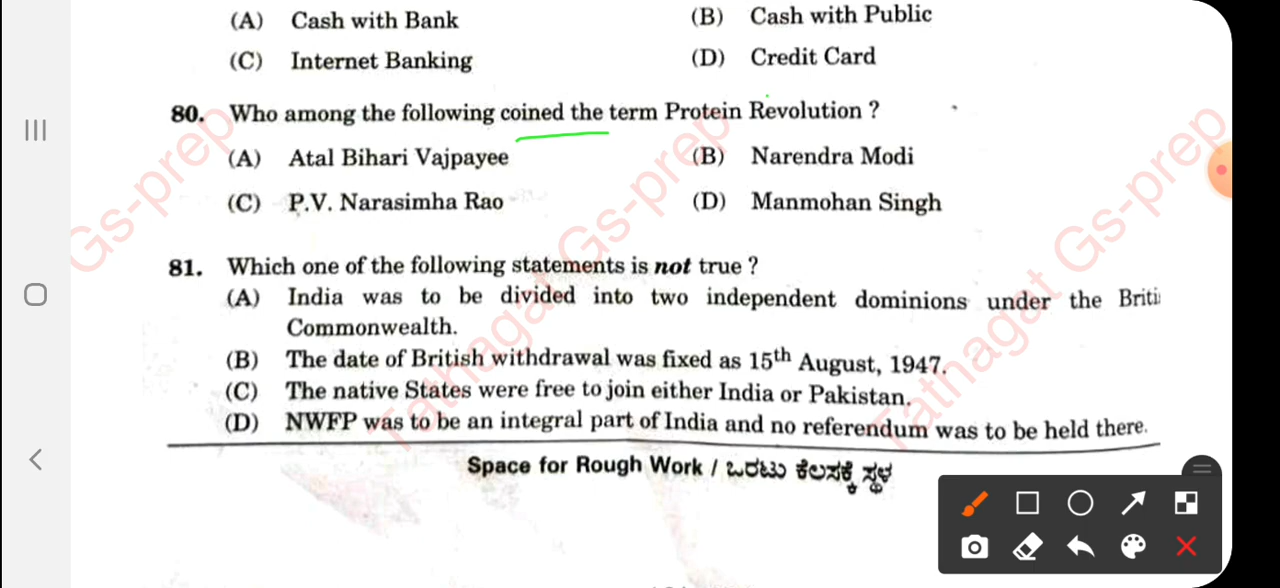 (A) Cash with Bank (B) Cash with Public
(C) Internet Banking (D) Credit Card
80. Who among the following coined the term Protein Revolution ?
(A) Atal Bihari Vajpayee (B) Narendra Modi
(C) P.V. Narasimha Rao (D) Manmohan Singh
81. Which one of the following statements is not true ?
(A) India was to be divided into two independent dominions under the Briti
Commonwealth.
(B) The date of British withdrawal was fixed as 15th August, 1947.
(C) The native States were free to join either India or Pakistan.
(D) NWFP was to be an integral part of India and no referendum was to be held there.
Space for Rough Work / ಒರಟು ಕೆಲಸಕ್ಕೆ ಸ್ಥಳ
Gs-prep
Tathagat Gs-prep
Tathagat Gs-prep